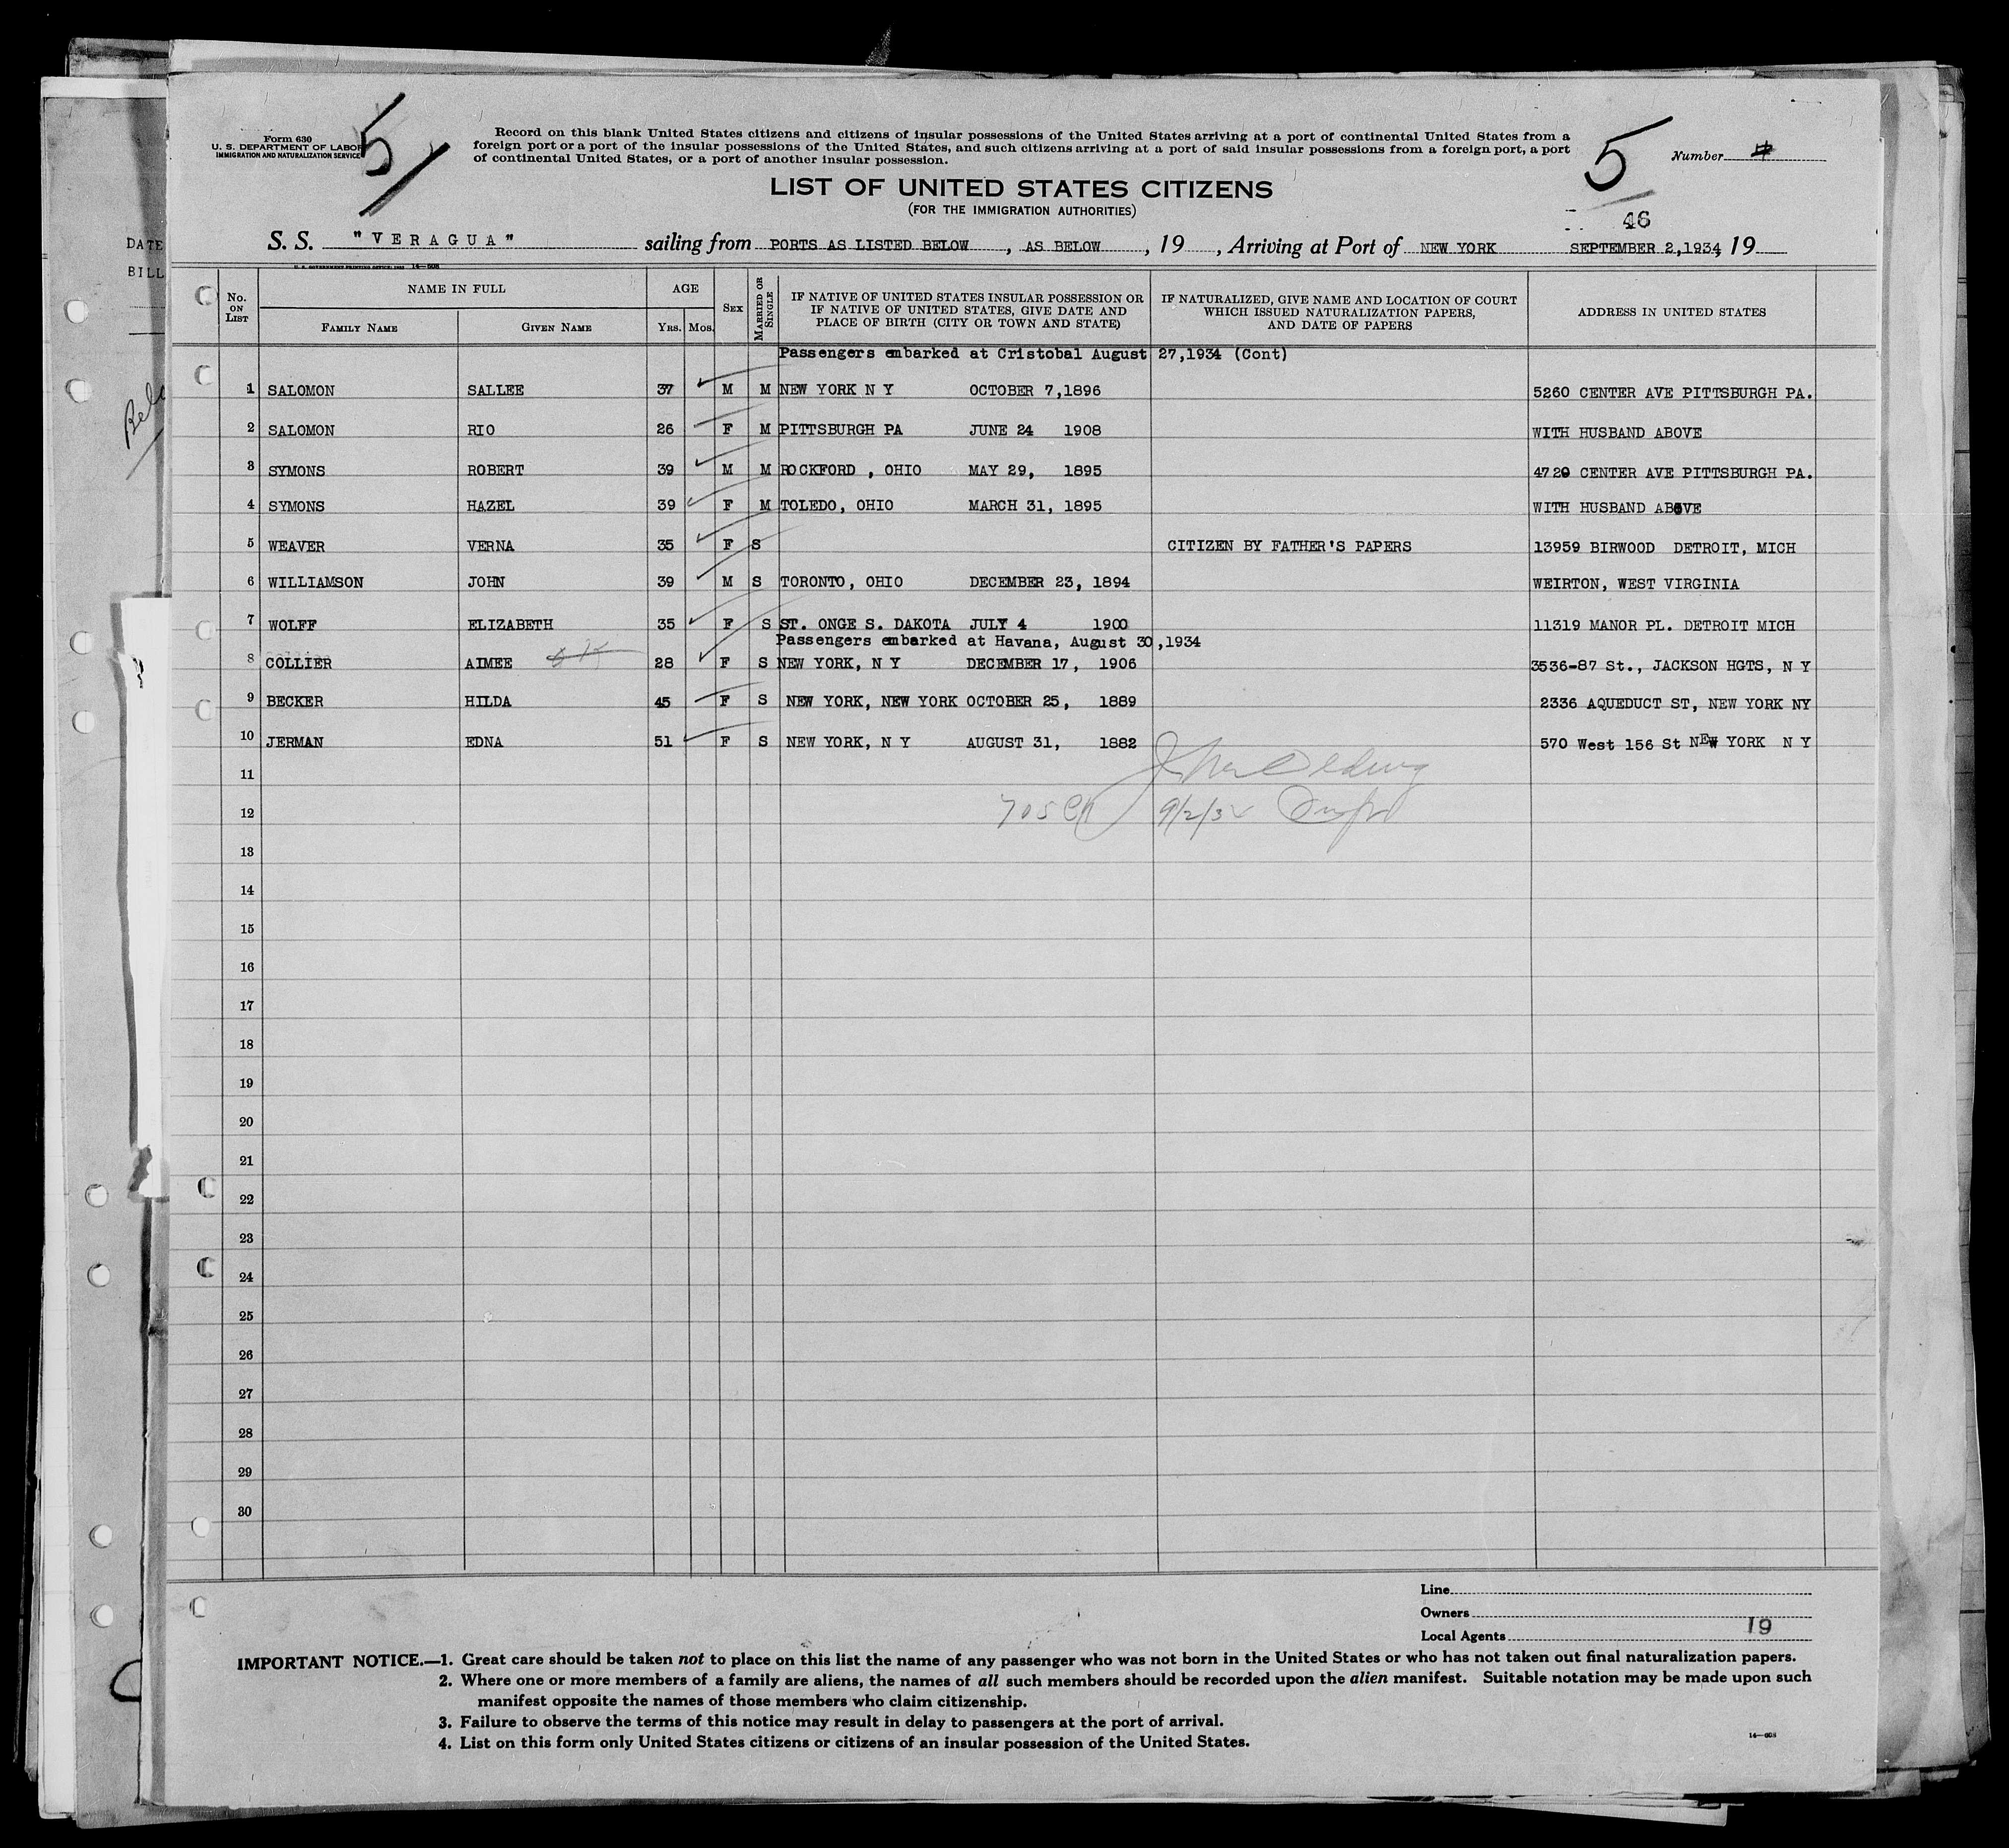 Form 630
U. S. DEPARTMENT OF LABOR
IMMIGRATION AND NATURALIZATION SERVICE
5
Record on this blank United States citizens and citizens of insular possessions of the United States arriving at a port of continental United States from a
foreign port or a port of the insular possessions of the United States, and such citizens arriving at a port of said insular possessions from a foreign port, a port
of continental United States, or a port of another insular possession.
5
Number
LIST OF UNITED STATES CITIZENS
(FOR THE IMMIGRATION AUTHORITIES)
46
S. S. "VERAGUA" sailing from PORTS AS LISTED BELOW, AS BELOW, 19, Arriving at Port of NEW YORK SEPTEMBER 2,1934, 19
DATE
BILL
No. ON LIST
NAME IN FULL
FAMILY NAME GIVEN NAME
AGE
YRS. MOS.
SEX
MARRIED OR SINGLE
IF NATIVE OF UNITED STATES INSULAR POSSESSION OR
IF NATIVE OF UNITED STATES, GIVE DATE AND
PLACE OF BIRTH (CITY OR TOWN AND STATE)
IF NATURALIZED, GIVE NAME AND LOCATION OF COURT
WHICH ISSUED NATURALIZATION PAPERS,
AND DATE OF PAPERS
ADDRESS IN UNITED STATES
Passengers embarked at Cristobal August 27,1934 (Cont)
1 SALOMON SALLEE 37 M M NEW YORK N Y OCTOBER 7,1896 5260 CENTER AVE PITTSBURGH PA.
2 SALOMON RIO 26 F M PITTSBURGH PA JUNE 24 1908 WITH HUSBAND ABOVE
3 SYMONS ROBERT 39 M M ROCKFORD , OHIO MAY 29, 1895 4720 CENTER AVE PITTSBURGH PA.
4 SYMONS HAZEL 39 F M TOLEDO, OHIO MARCH 31, 1895 WITH HUSBAND ABOVE
5 WEAVER VERNA 35 F S CITIZEN BY FATHER'S PAPERS 13959 BIRWOOD DETROIT, MICH
6 WILLIAMSON JOHN 39 M S TORONTO, OHIO DECEMBER 23, 1894 WEIRTON, WEST VIRGINIA
7 WOLFF ELIZABETH 35 F S ST. ONGE S. DAKOTA JULY 4 1900 11319 MANOR PL. DETROIT MICH
Passengers embarked at Havana, August 30,1934
8 COLLIER AIMEE 28 F S NEW YORK, N Y DECEMBER 17, 1906 3536-87 St., JACKSON HGTS, N Y
9 BECKER HILDA 45 F S NEW YORK, NEW YORK OCTOBER 25, 1889 2336 AQUEDUCT ST, NEW YORK NY
10 JERMAN EDNA 51 F S NEW YORK, N Y AUGUST 31, 1882 570 West 156 St NEW YORK N Y
11
12
13
14
15
16
17
18
19
20
21
22
23
24
25
26
27
28
29
30
Line
Owners
Local Agents 19
IMPORTANT NOTICE.—1. Great care should be taken not to place on this list the name of any passenger who was not born in the United States or who has not taken out final naturalization papers.
2. Where one or more members of a family are aliens, the names of all such members should be recorded upon the alien manifest. Suitable notation may be made upon such
manifest opposite the names of those members who claim citizenship.
3. Failure to observe the terms of this notice may result in delay to passengers at the port of arrival.
4. List on this form only United States citizens or citizens of an insular possession of the United States.
14—608